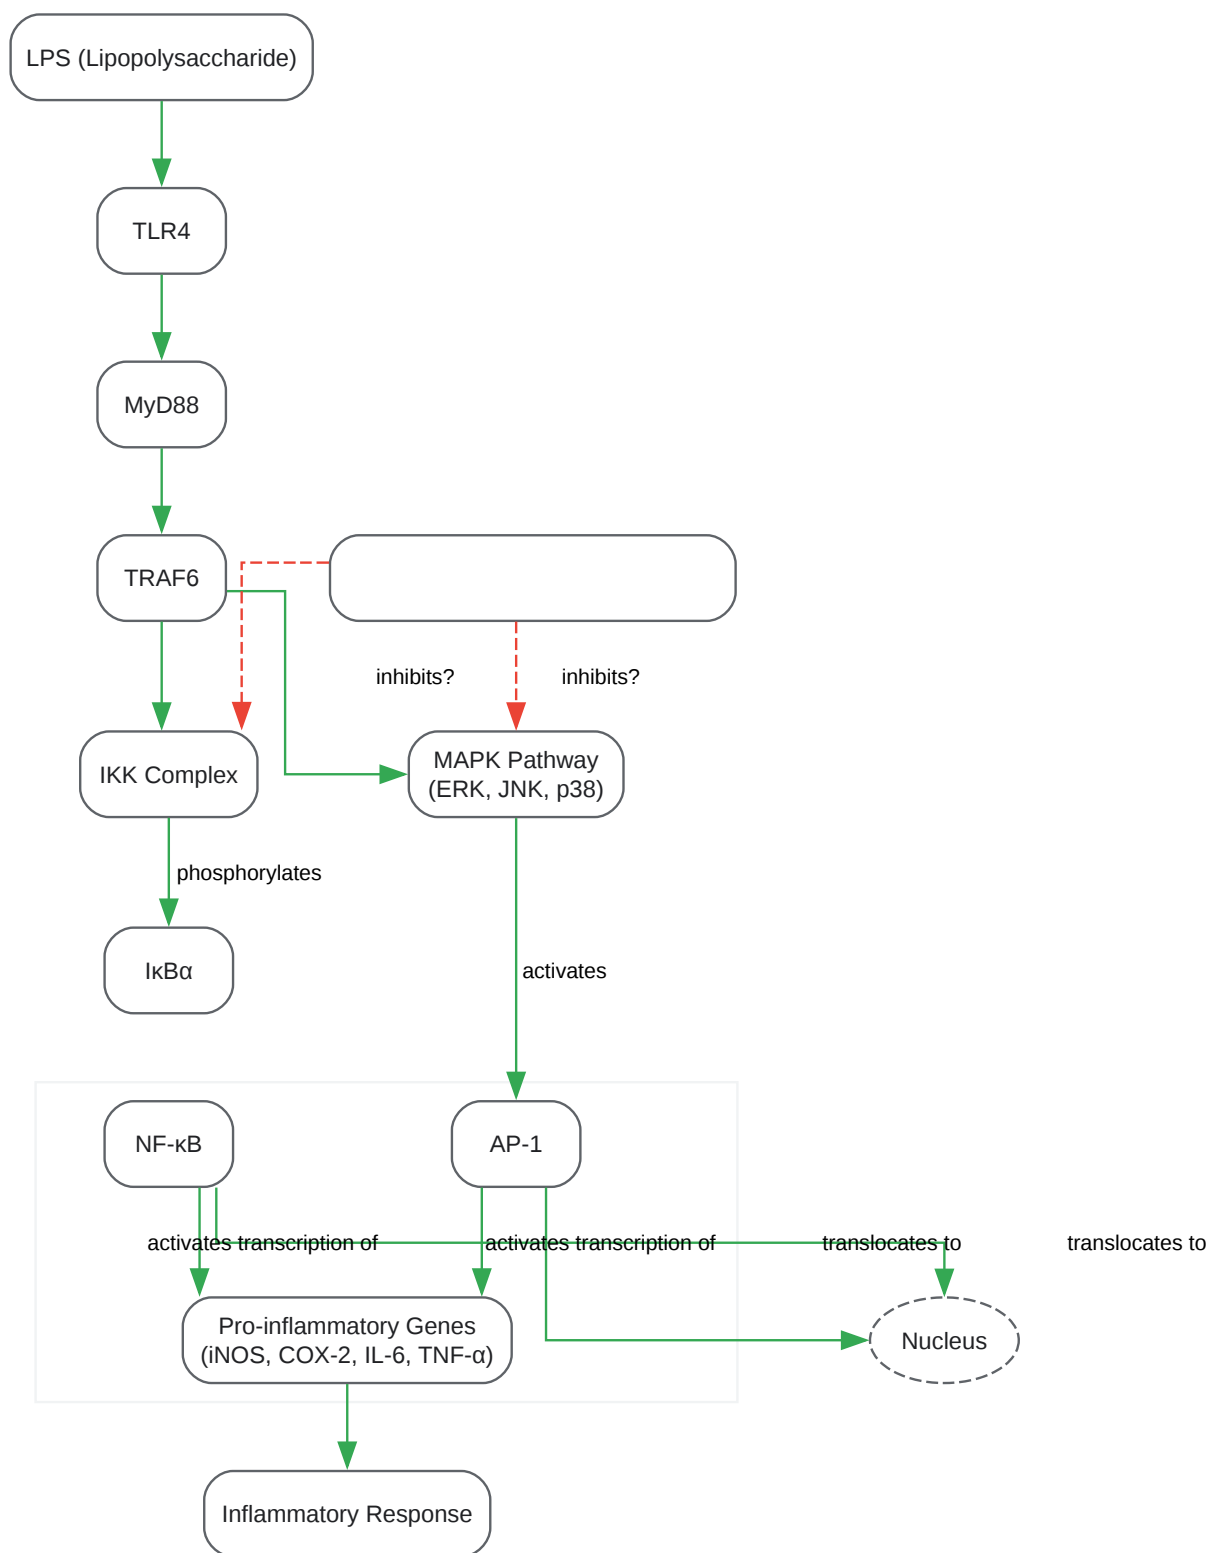 LPS (Lipopolysaccharide)
TLR4
MyD88
TRAF6
inhibits?
inhibits?
IKK Complex
MAPK Pathway
(ERK, JNK, p38)
phosphorylates
IκBα
activates
NF-κB
AP-1
activates transcription of
activates transcription of
translocates to
translocates to
Pro-inflammatory Genes
(iNOS, COX-2, IL-6, TNF-α)
Nucleus
Inflammatory Response